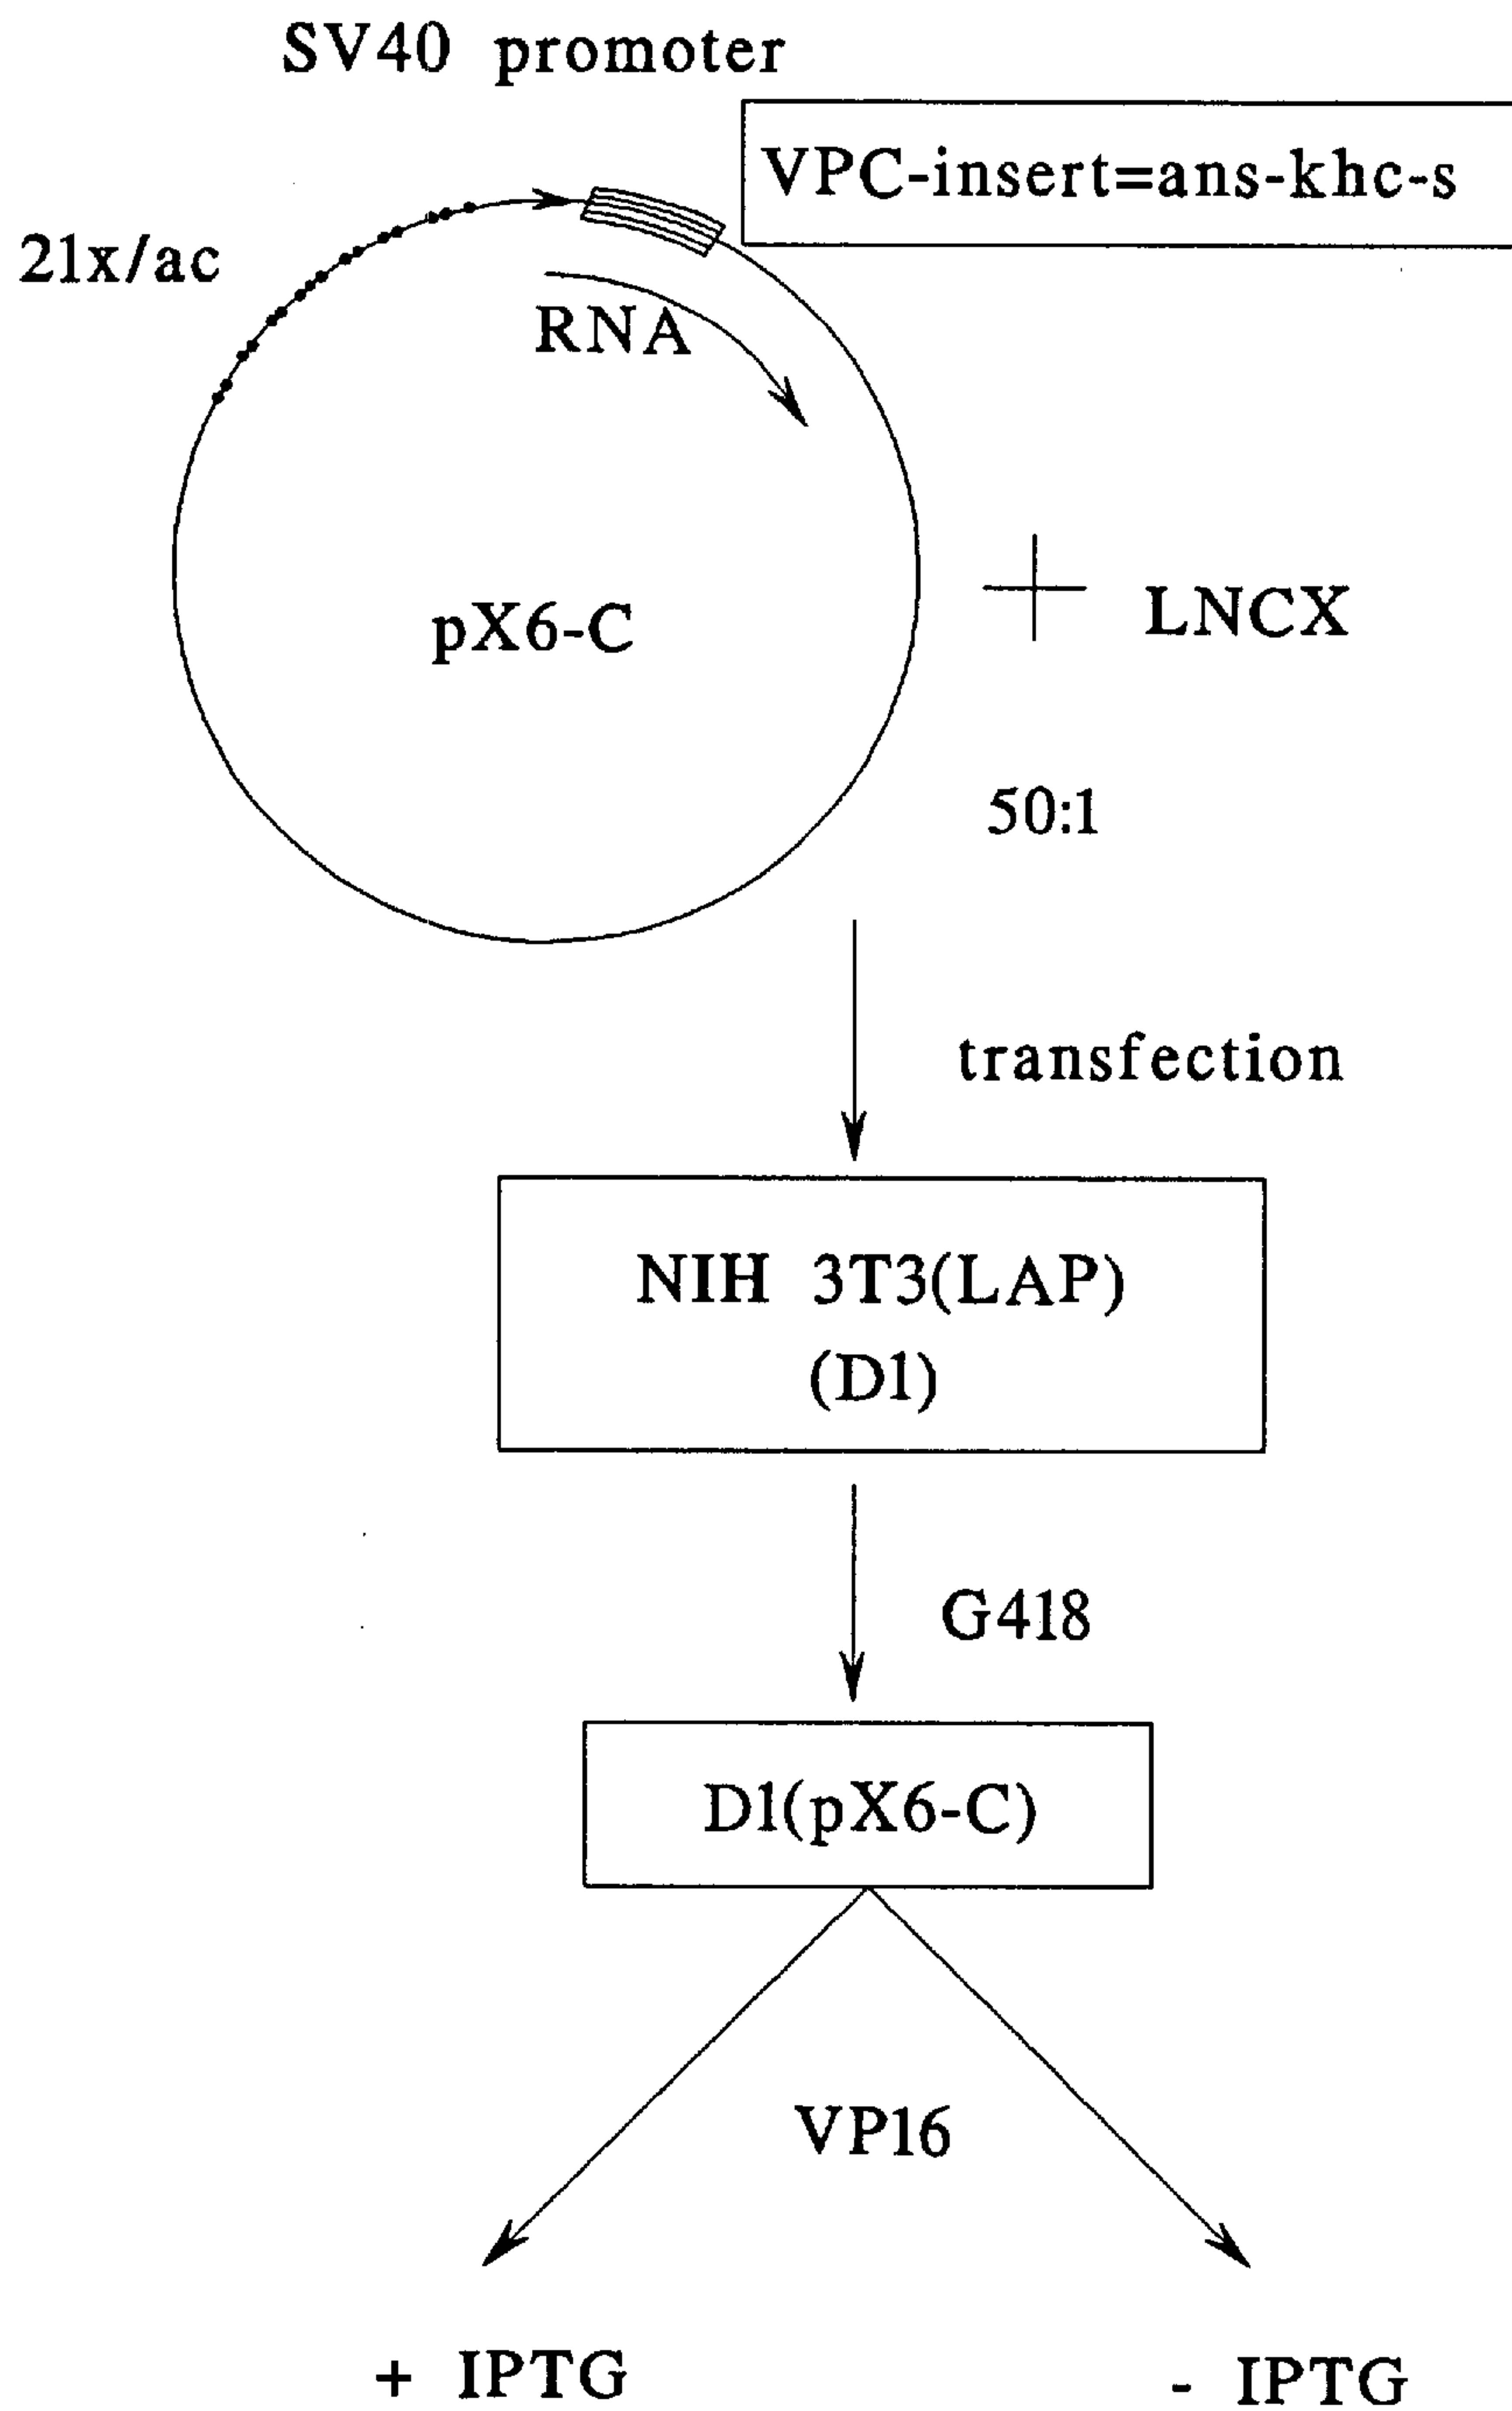 SV40 promoter
VPC-insert=ans-khc-s
21x/ac
RNA
pX6-C
+ LNCX
50:1
transfection
NIH 3T3(LAP)
(D1)
G418
D1(pX6-C)
VP16
+ IPTG
- IPTG